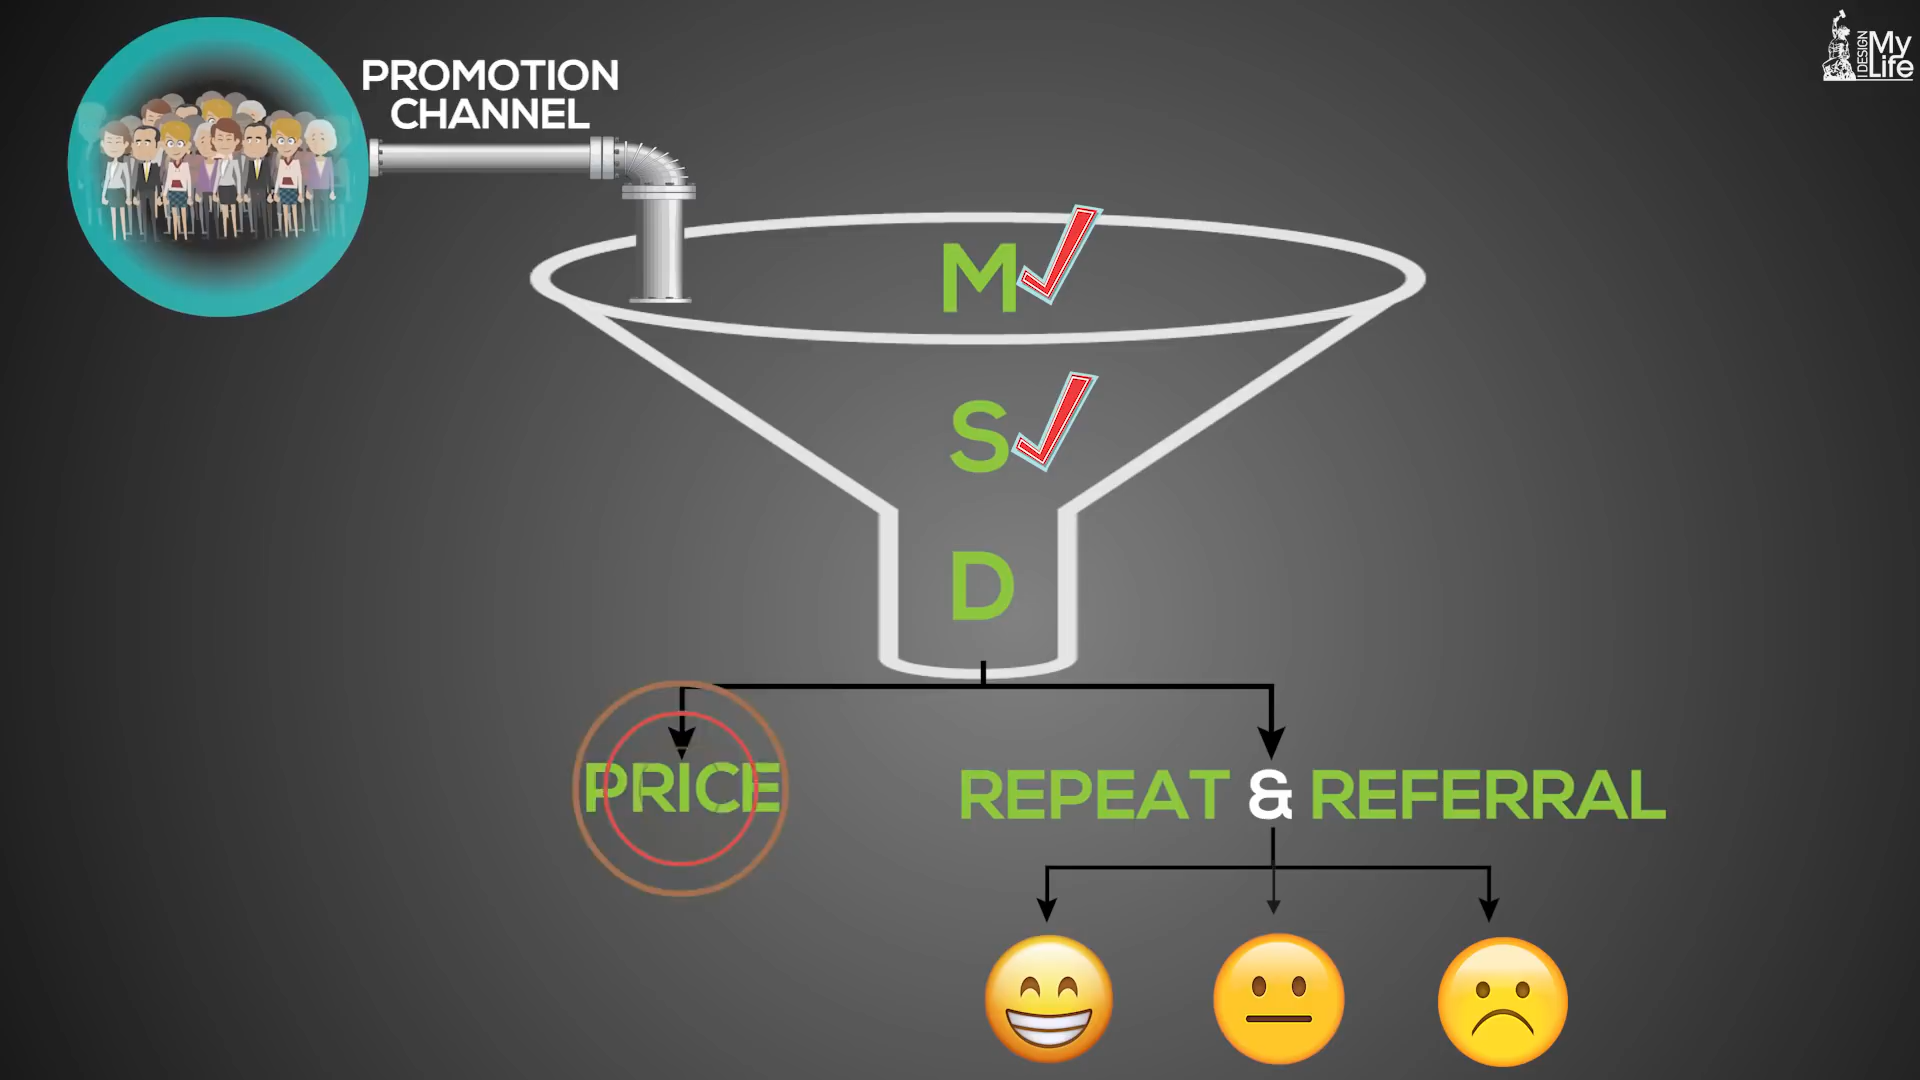 PROMOTION
CHANNEL
I DESIGN
My
Life
M
S
D
PRICE
REPEAT & REFERRAL